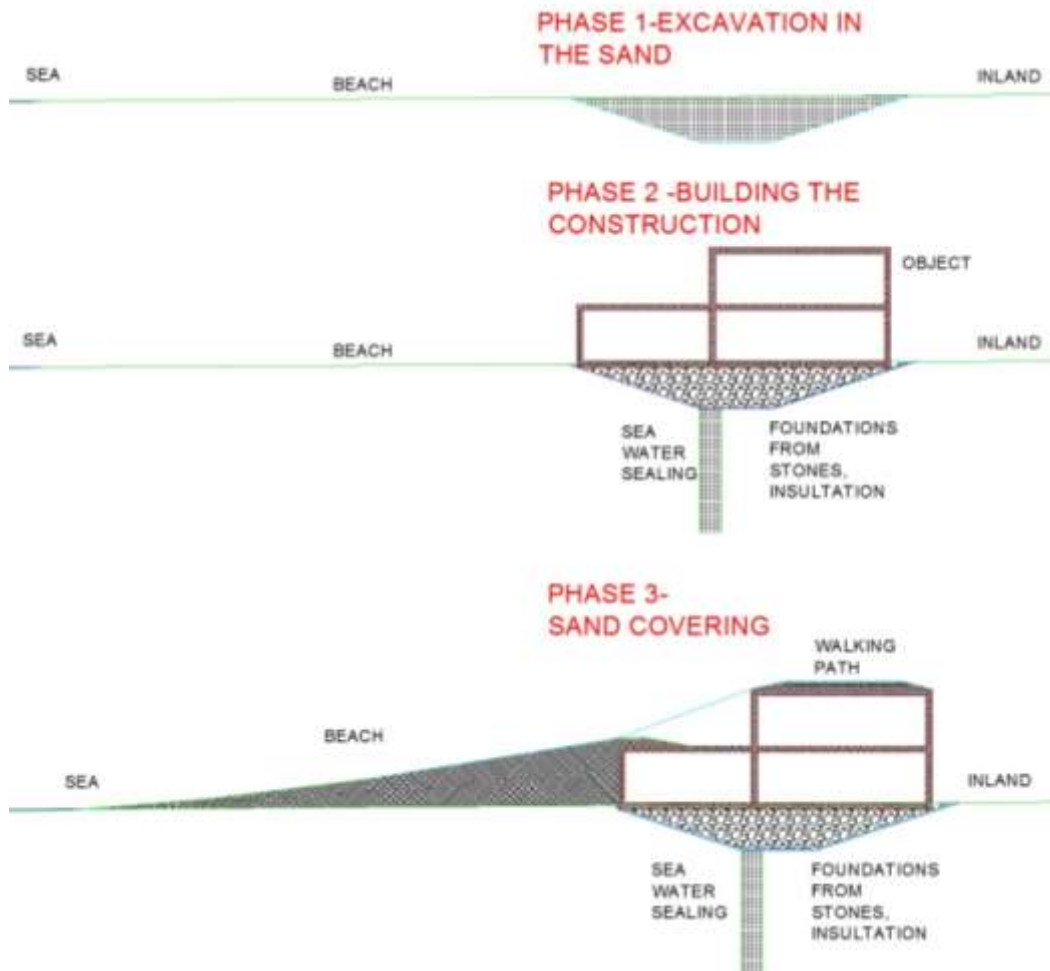 PHASE 1-EXCAVATION IN
THE SAND
SEA
BEACH
INLAND
PHASE 2 -BUILDING THE
CONSTRUCTION
OBJECT
SEA
BEACH
INLAND
SEA
WATER
SEALING
FOUNDATIONS
FROM
STONES,
INSULTATION
PHASE 3-
SAND COVERING
WALKING
PATH
BEACH
SEA
INLAND
SEA
WATER
SEALING
FOUNDATIONS
FROM
STONES,
INSULTATION